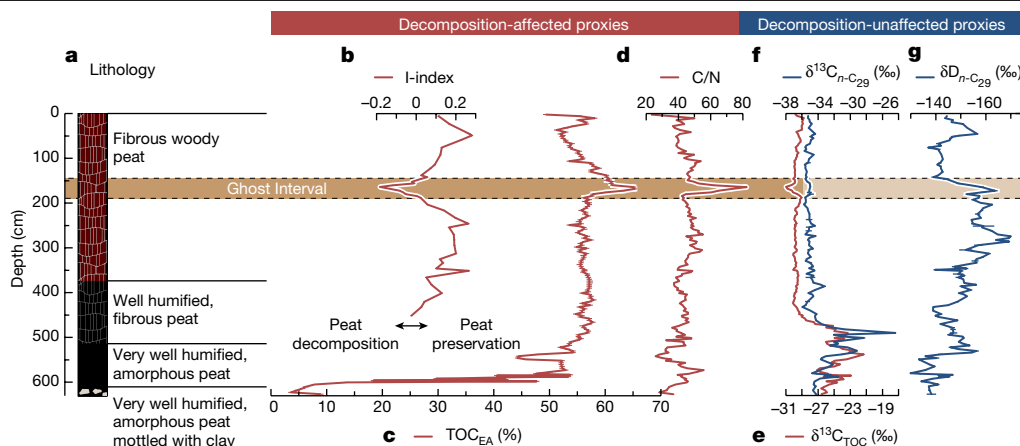 Decomposition-affected proxies
Decomposition-unaffected proxies
a
Lithology
b
I-index
−0.2 0 0.2
d
C/N
20 40 60 80
f
δ13Cn-C29 (‰)
−38 −34 −30 −26
g
δDn-C29 (‰)
−140 −160
Depth (cm)
0
100
200
300
400
500
600
Fibrous woody
peat
Ghost Interval
Well humified,
fibrous peat
Very well humified,
amorphous peat
Very well humified,
amorphous peat
mottled with clay
Peat
decomposition
Peat
preservation
0 10 20 30 40 50 60 70
c
TOCEA (%)
−31 −27 −23 −19
e
δ13CTOC (‰)